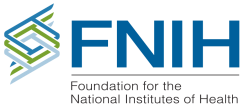 FNIH
Foundation for the
National Institutes of Health